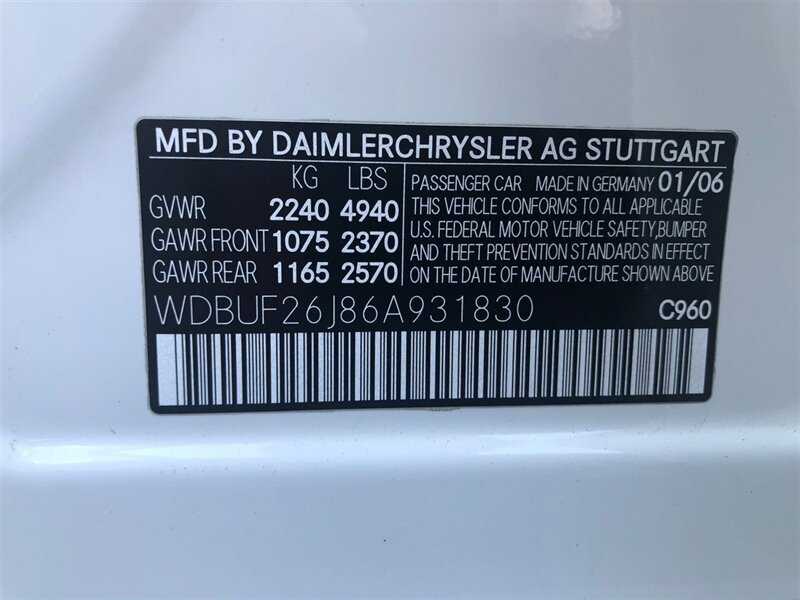 MFD BY DAIMLERCHRYSLER AG STUTTGART
KG LBS
GVWR 2240 4940
GAWR FRONT 1075 2370
GAWR REAR 1165 2570
PASSENGER CAR MADE IN GERMANY 01/06
THIS VEHICLE CONFORMS TO ALL APPLICABLE
U.S. FEDERAL MOTOR VEHICLE SAFETY,BUMPER
AND THEFT PREVENTION STANDARDS IN EFFECT
ON THE DATE OF MANUFACTURE SHOWN ABOVE.
WDBUF26J86A931830 C960